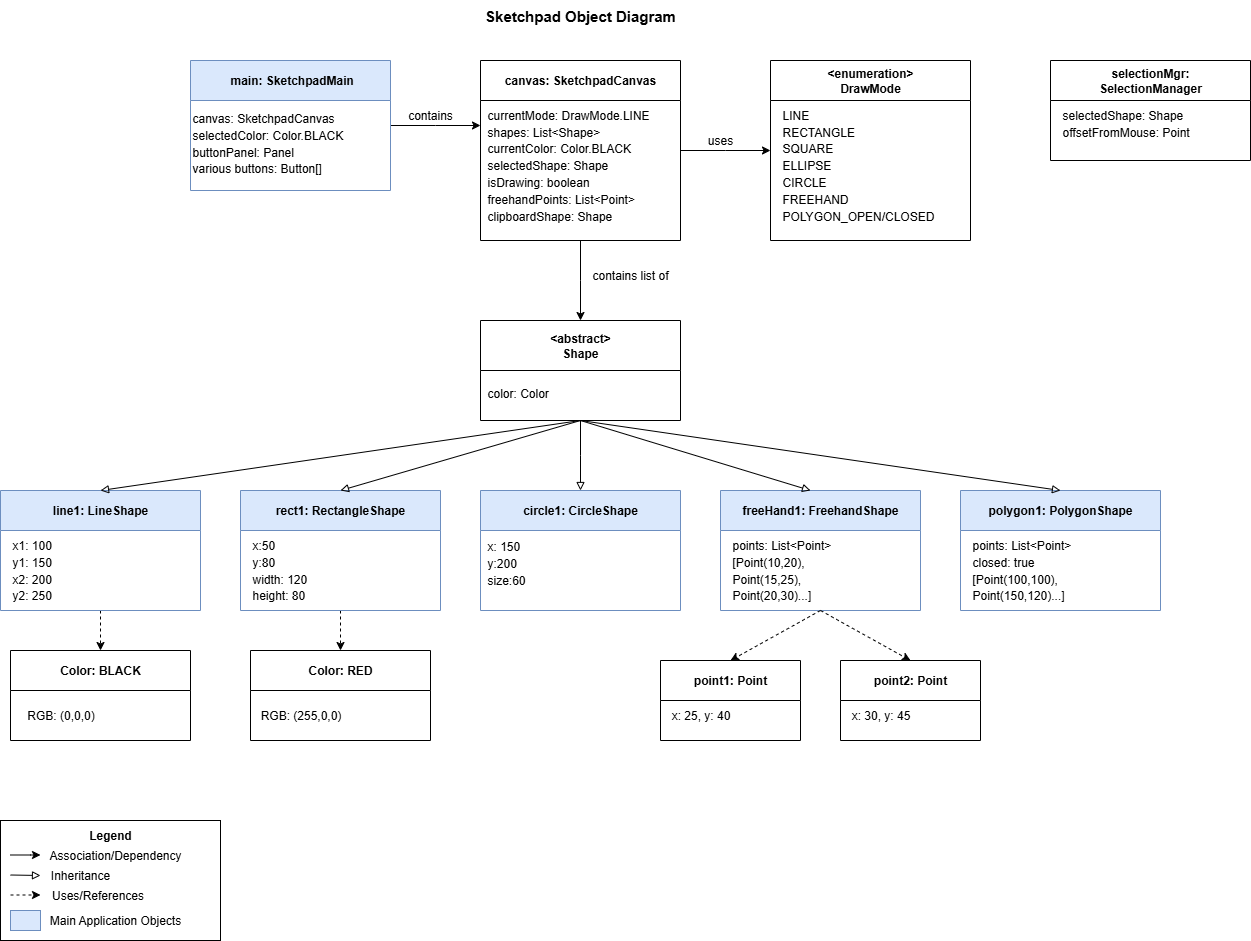 Sketchpad Object Diagram
main: SketchpadMain
canvas: SketchpadCanvas
selectedColor: Color.BLACK
buttonPanel: Panel
various buttons: Button[]
contains
canvas: SketchpadCanvas
currentMode: DrawMode.LINE
shapes: List<Shape>
currentColor: Color.BLACK
selectedShape: Shape
isDrawing: boolean
freehandPoints: List<Point>
clipboardShape: Shape
uses
<enumeration>
DrawMode
LINE
RECTANGLE
SQUARE
ELLIPSE
CIRCLE
FREEHAND
POLYGON_OPEN/CLOSED
selectionMgr:
SelectionManager
selectedShape: Shape
offsetFromMouse: Point
contains list of
<abstract>
Shape
color: Color
line1: LineShape
x1: 100
y1: 150
x2: 200
y2: 250
rect1: RectangleShape
x:50
y:80
width: 120
height: 80
circle1: CircleShape
x: 150
y:200
size:60
freeHand1: FreehandShape
points: List<Point>
[Point(10,20),
Point(15,25),
Point(20,30)...]
polygon1: PolygonShape
points: List<Point>
closed: true
[Point(100,100),
Point(150,120)...]
Color: BLACK
RGB: (0,0,0)
Color: RED
RGB: (255,0,0)
point1: Point
x: 25, y: 40
point2: Point
x: 30, y: 45
Legend
Association/Dependency
Inheritance
Uses/References
Main Application Objects